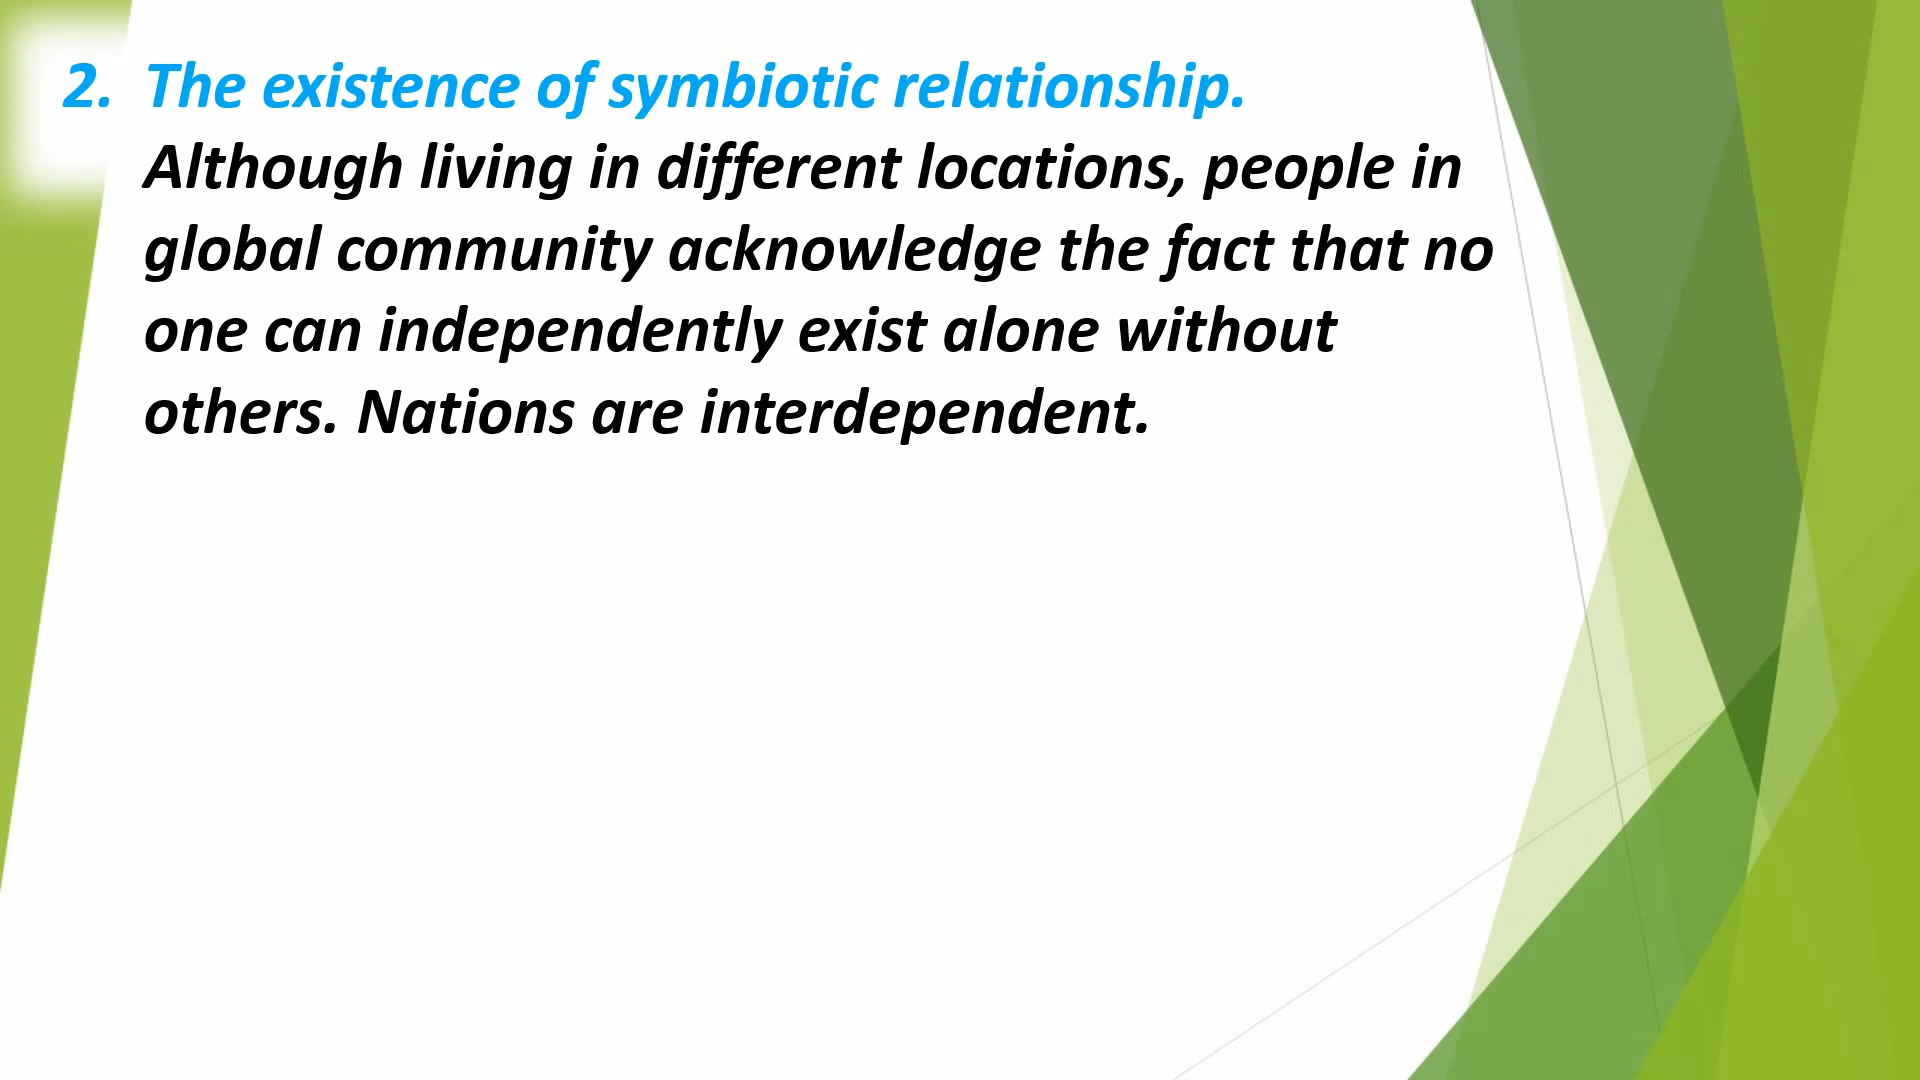 2. The existence of symbiotic relationship.
Although living in different locations, people in
global community acknowledge the fact that no
one can independently exist alone without
others. Nations are interdependent.